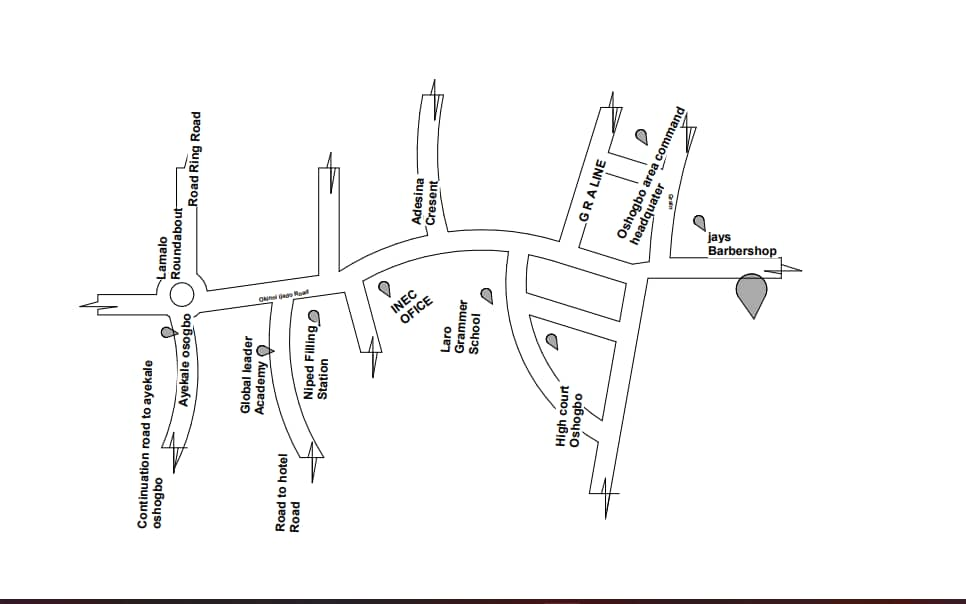 Road Ring Road
Lamalo
Roundabout
Adesina
Cresent
G R A LINE
Oshogbo area command
headquater
jays
Barbershop
INEC
OFICE
Laro
Grammer
School
High court
Oshogbo
Niped Filling
Station
Global leader
Academy
Ayekale osogbo
Continuation road to ayekale
oshogbo
Road to hotel
Road